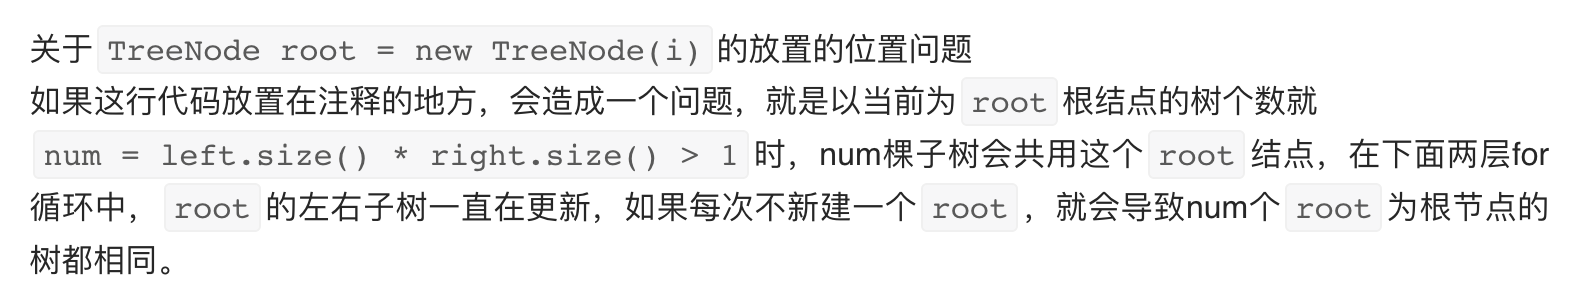 关于 TreeNode root = new TreeNode(i) 的放置的位置问题
如果这行代码放置在注释的地方，会造成一个问题，就是以当前为 root 根结点的树个数就
num = left.size() * right.size() > 1 时，num棵子树会共用这个 root 结点，在下面两层for
循环中， root 的左右子树一直在更新，如果每次不新建一个 root ，就会导致num个 root 为根节点的
树都相同。